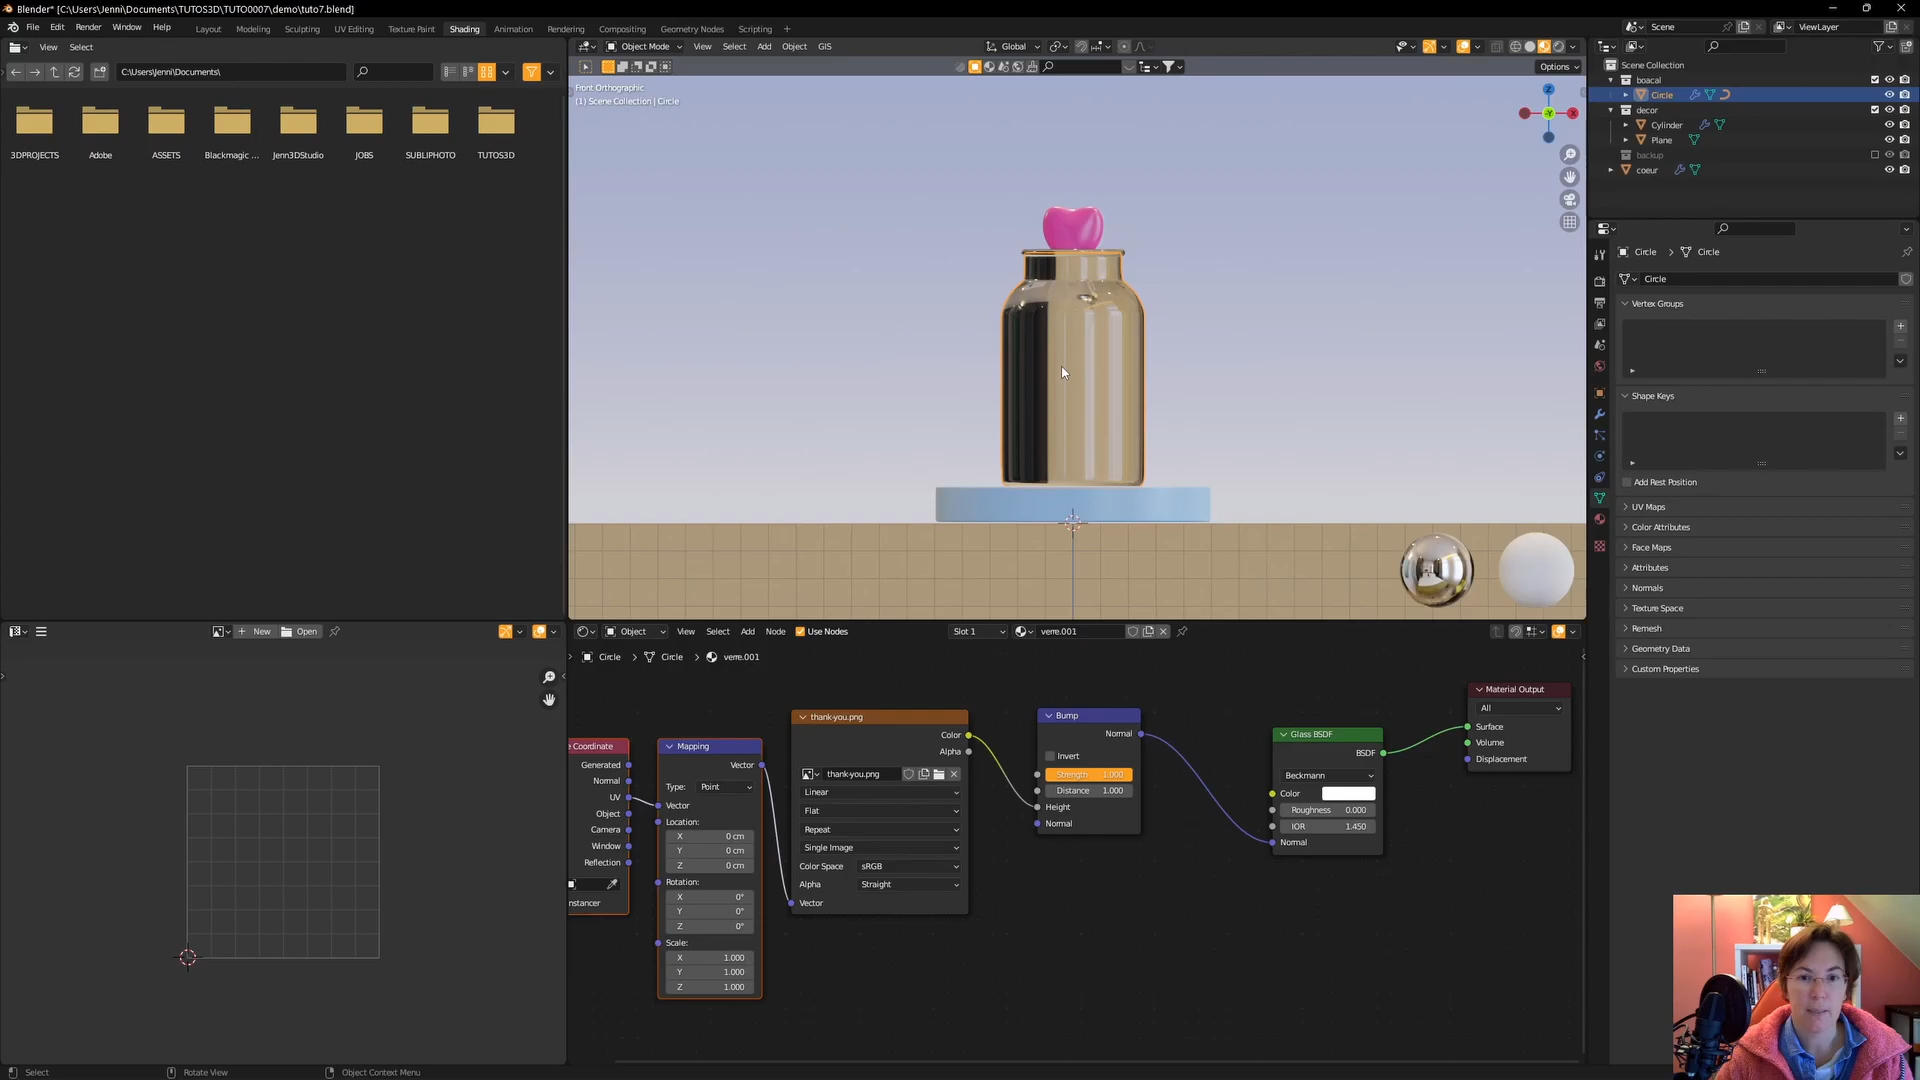 Blender* [C:\Users\Jenni\Documents\TUTOS3D\TUTO0007\demo\tuto7.blend]
File Edit Render Window Help Layout Modeling Sculpting UV Editing Texture Paint Shading Animation Rendering Compositing Geometry Nodes Scripting + Scene ViewLayer
View Select
Object Mode View Select Add Object GIS Global
C:\Users\Jenni\Documents\
Options
3DPROJECTS Adobe ASSETS Blackmagic ... Jenn3DStudio JOBS SUBLIPHOTO TUTOS3D
Front Orthographic
(1) Scene Collection | Circle
Z
X
-Y
Scene Collection
boacal
Circle
decor
Cylinder
Plane
backup
coeur
Circle > Circle
Circle
Vertex Groups
Shape Keys
Add Rest Position
UV Maps
Color Attributes
Face Maps
Attributes
Normals
Texture Space
Remesh
Geometry Data
Custom Properties
+ New Open
Object View Select Add Node Use Nodes Slot 1 verre.001
Circle > Circle > verre.001
e Coordinate
Generated
Normal
UV
Object
Camera
Window
Reflection
nstancer
Mapping
Vector
Type: Point
Vector
Location:
X 0 cm
Y 0 cm
Z 0 cm
Rotation:
X 0°
Y 0°
Z 0°
Scale:
X 1.000
Y 1.000
Z 1.000
thank-you.png
Color
Alpha
thank-you.png
Linear
Flat
Repeat
Single Image
Color Space sRGB
Alpha Straight
Vector
Bump
Normal
Invert
Strength 1.000
Distance 1.000
Height
Normal
Glass BSDF
BSDF
Beckmann
Color
Roughness 0.000
IOR 1.450
Normal
Material Output
All
Surface
Volume
Displacement
Select Rotate View Object Context Menu